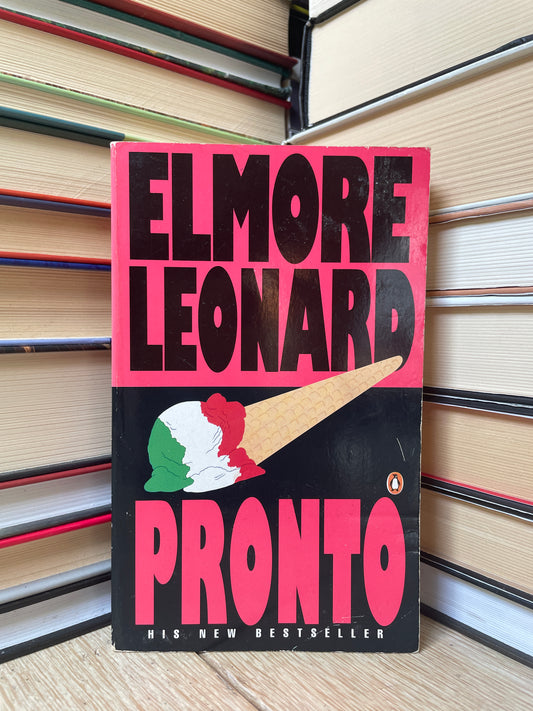 ELMORE
LEONARD
PRONTO
HIS NEW BESTSELLER